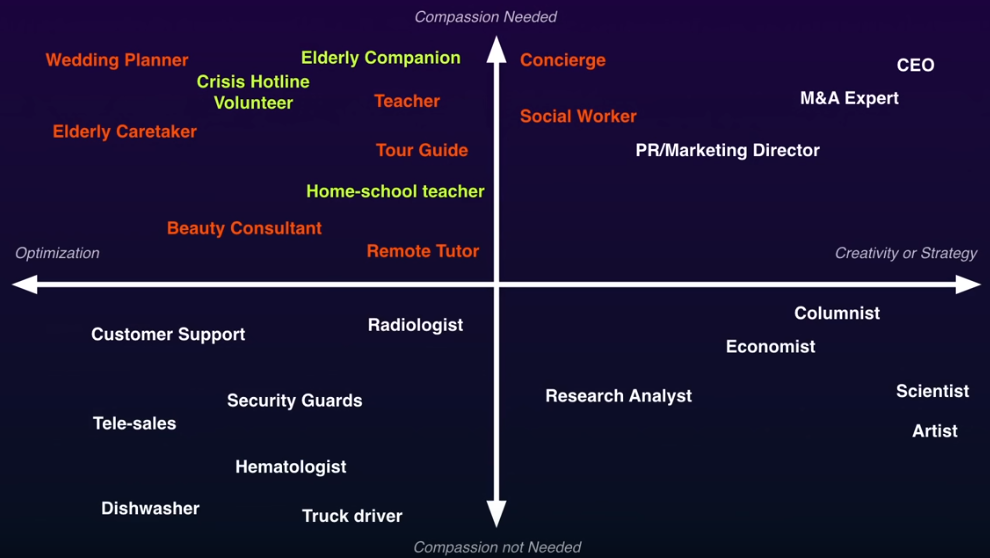 Compassion Needed
Wedding Planner
Elderly Companion
Concierge
CEO
Crisis Hotline
Volunteer
Teacher
M&A Expert
Social Worker
Elderly Caretaker
Tour Guide
PR/Marketing Director
Home-school teacher
Beauty Consultant
Remote Tutor
Optimization
Creativity or Strategy
Columnist
Radiologist
Customer Support
Economist
Research Analyst
Scientist
Security Guards
Tele-sales
Artist
Hematologist
Dishwasher
Truck driver
Compassion not Needed